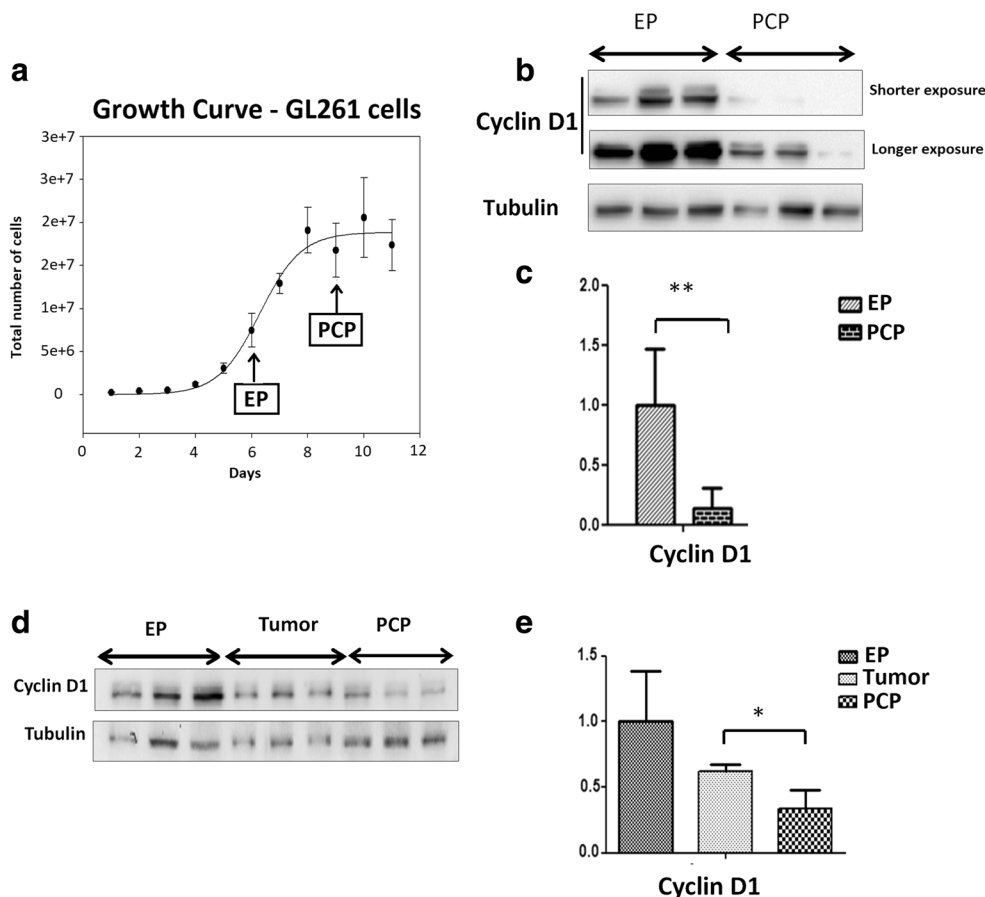 a
Growth Curve - GL261 cells
Total number of cells
3e+7
3e+7
2e+7
2e+7
1e+7
5e+6
0
PCP
EP
0
2
4
6
8
10
12
Days
b
EP
PCP
Cyclin D1
Shorter exposure
Longer exposure
Tubulin
c
2.0
1.5
1.0
0.5
0.0
**
EP
PCP
Cyclin D1
d
EP
Tumor
PCP
Cyclin D1
Tubulin
e
1.5
1.0
0.5
0.0
*
EP
Tumor
PCP
Cyclin D1